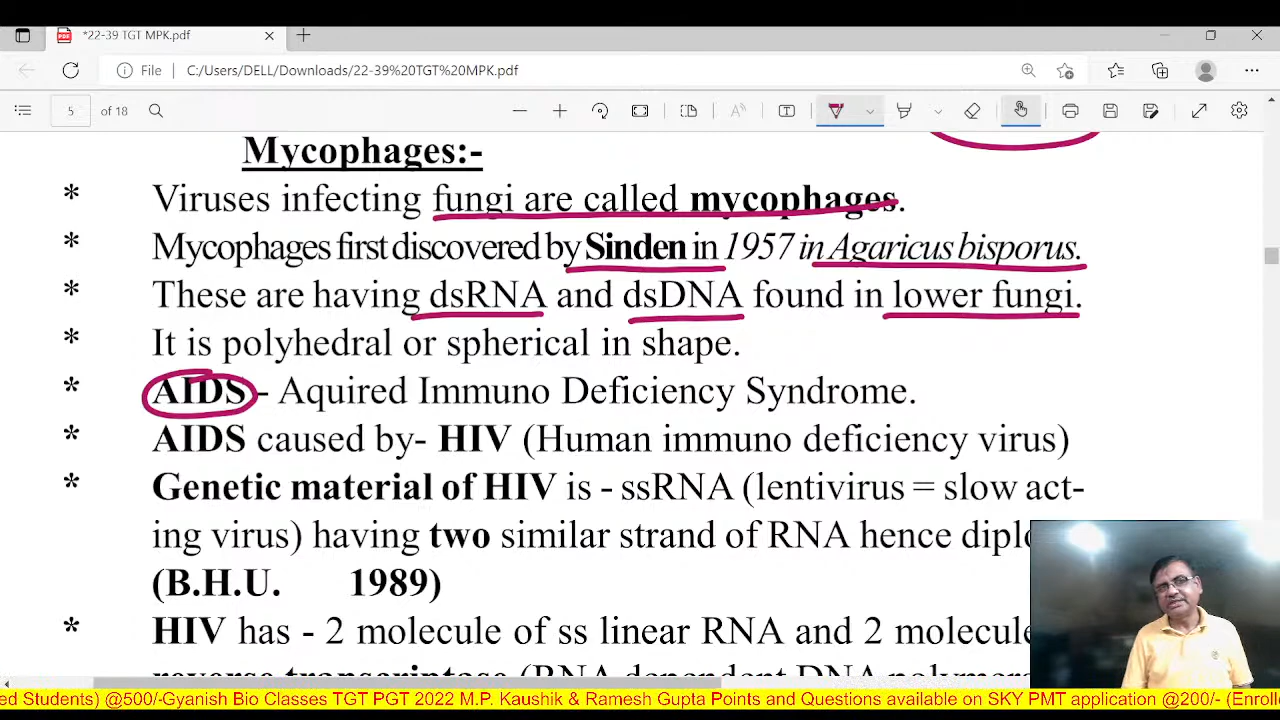 *22-39 TGT MPK.pdf
File C:/Users/DELL/Downloads/22-39%20TGT%20MPK.pdf
5 of 18
Mycophages:-
* Viruses infecting fungi are called mycophages.
* Mycophages first discovered by Sinden in 1957 in Agaricus bisporus.
* These are having dsRNA and dsDNA found in lower fungi.
* It is polyhedral or spherical in shape.
* AIDS - Aquired Immuno Deficiency Syndrome.
* AIDS caused by- HIV (Human immuno deficiency virus)
* Genetic material of HIV is - ssRNA (lentivirus = slow act-
ing virus) having two similar strand of RNA hence
(B.H.U. 1989)
* HIV has - 2 molecule of ss linear RNA and 2
reverse transcriptase (RNA dependent DNA
ed Students) @500/-Gyanish Bio Classes TGT PGT 2022 M.P. Kaushik & Ramesh Gupta Points and Questions available on SKY PMT application @200/- (Enroll